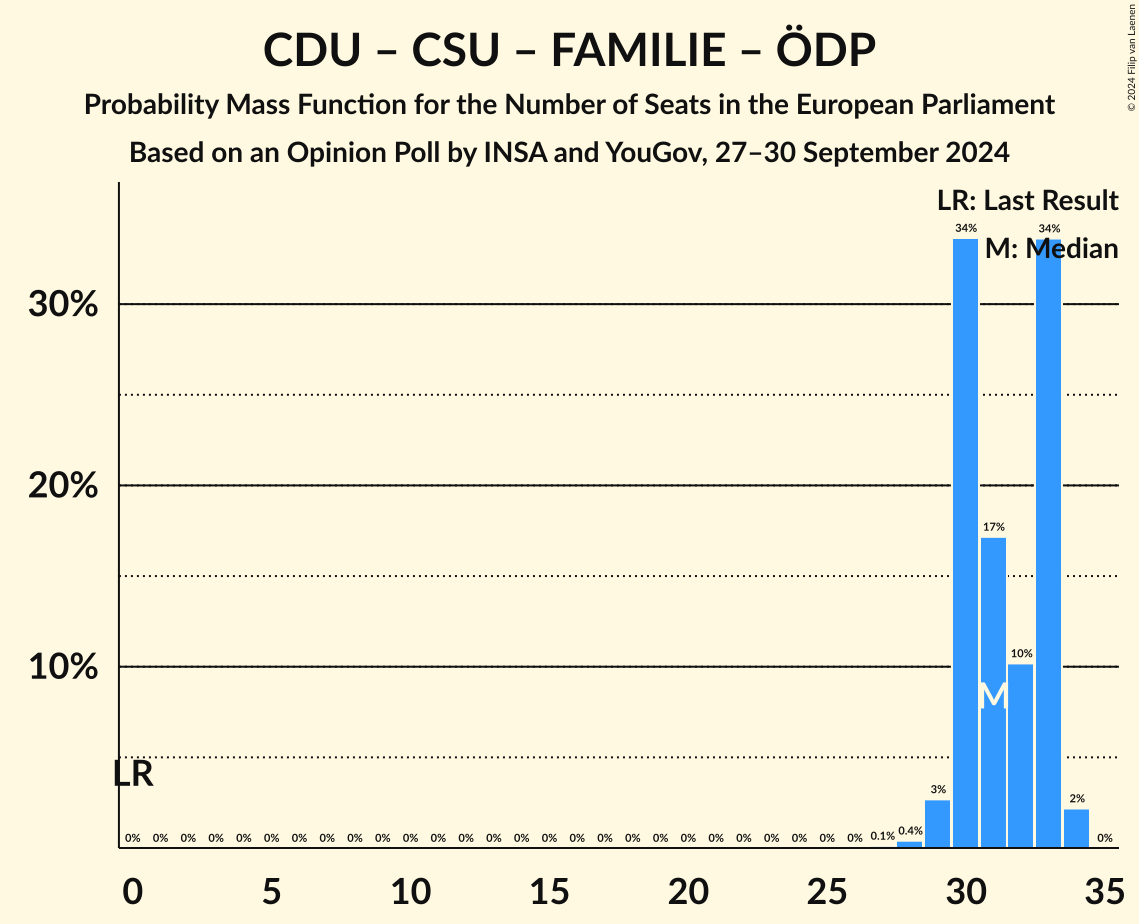 CDU – CSU – FAMILIE – ÖDP
Probability Mass Function for the Number of Seats in the European Parliament
Based on an Opinion Poll by INSA and YouGov, 27–30 September 2024
© 2024 Filip van Laenen
LR: Last Result
M: Median
34% 34%
30%
17%
20%
10%
10%
M
LR
3% 2%
0% 0% 0% 0% 0% 0% 0% 0% 0% 0% 0% 0% 0% 0% 0% 0% 0% 0% 0% 0% 0% 0% 0% 0% 0% 0% 0% 0.1% 0.4% 0%
0 5 10 15 20 25 30 35